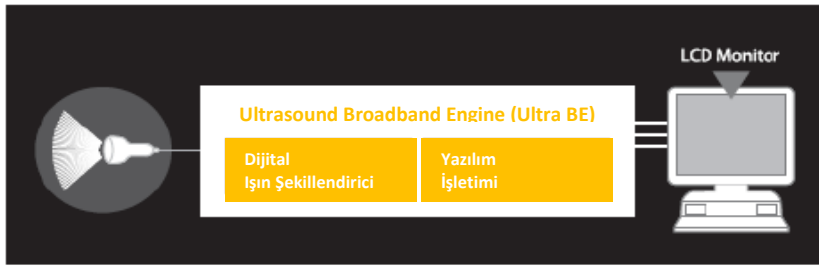 LCD Monitor
Ultrasound Broadband Engine (Ultra BE)
Dijital
Işın Şekillendirici
Yazılım
İşletimi